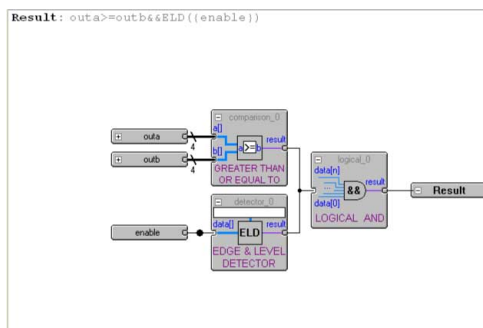 Result: outa>=outb&&ELD({enable})
comparison_0
a[]
outa
4
a >= b
result
b[]
outb
4
GREATER THAN
OR EQUAL TO
logical_0
data[n]
&&
result
Result
data[0]
LOGICAL AND
detector_0
data[]
result
enable
ELD
EDGE & LEVEL
DETECTOR